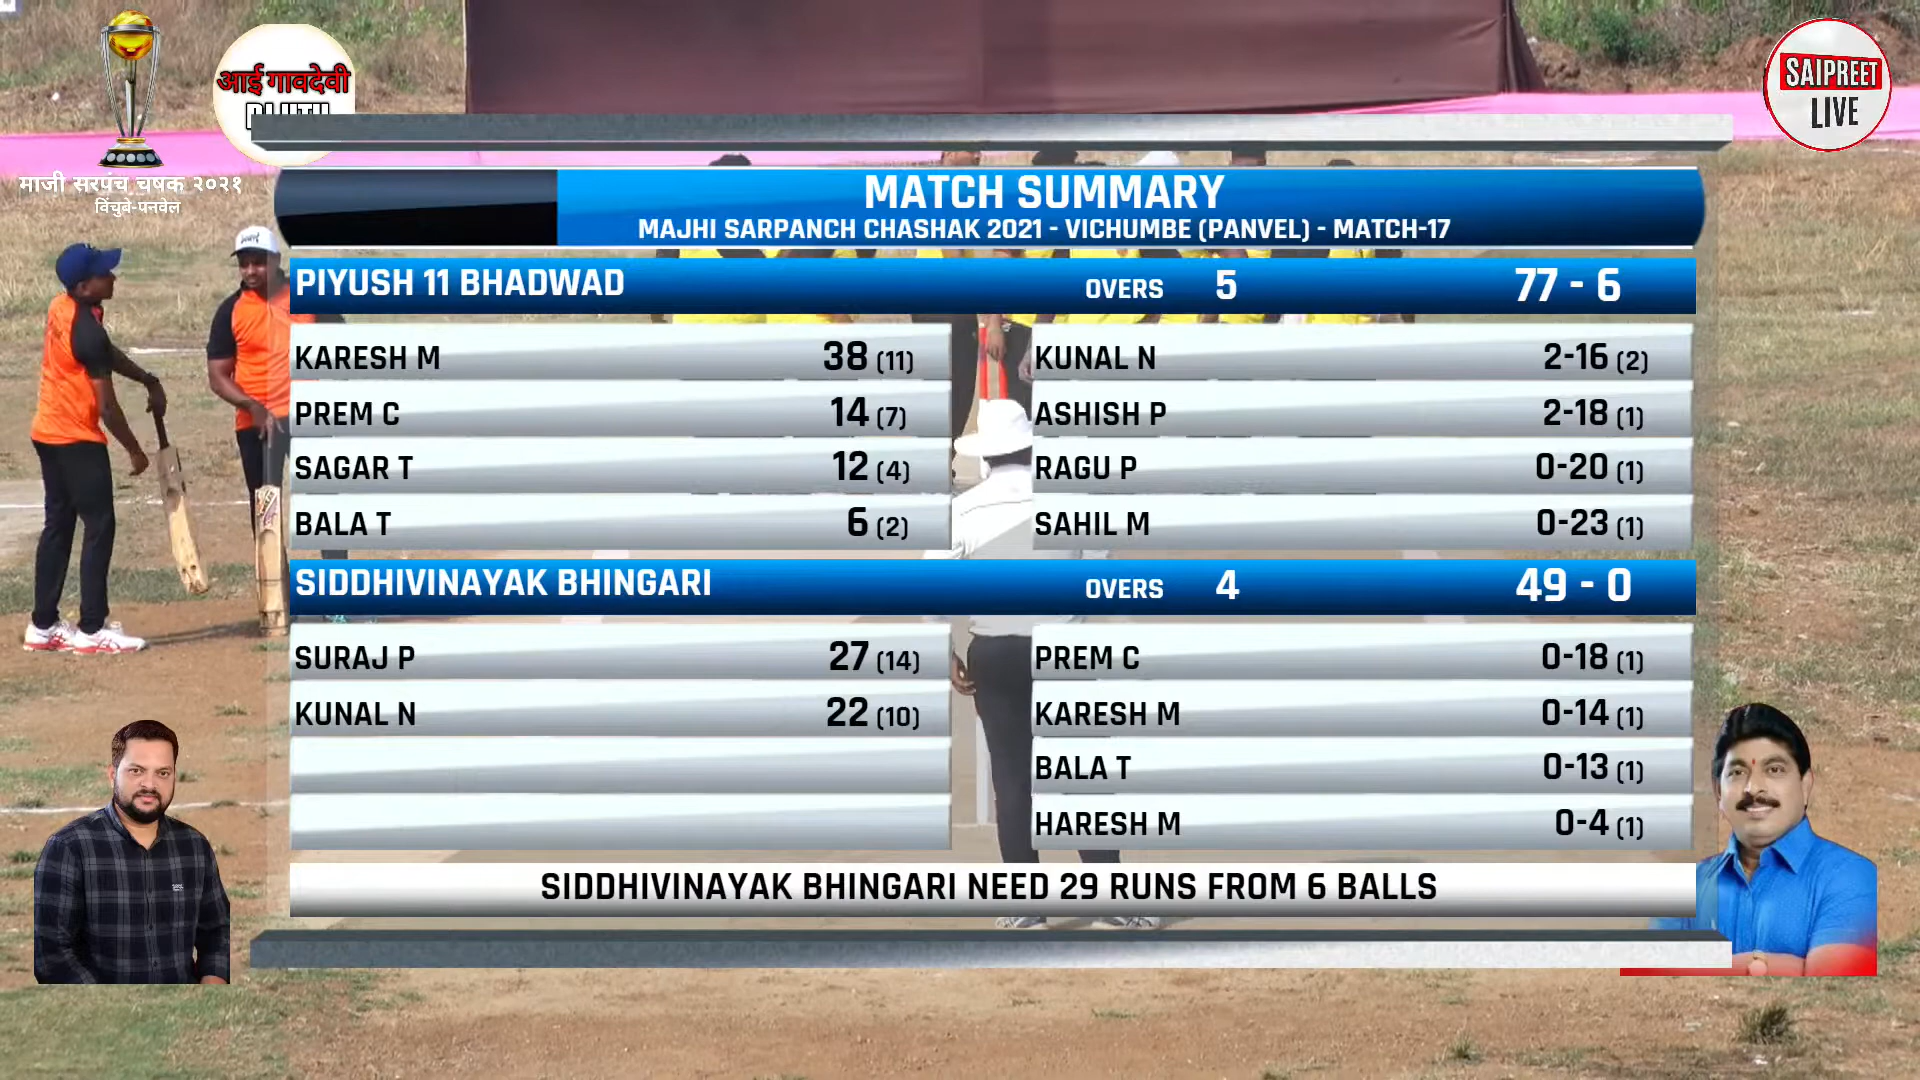 आई गावदेवी
SAIPREET
LIVE
माजी सरपंच चषक २०२१
विंचुबे-पनवेल
MATCH SUMMARY
MAJHI SARPANCH CHASHAK 2021 - VICHUMBE (PANVEL) - MATCH-17
PIYUSH 11 BHADWAD OVERS 5 77 - 6
KARESH M 38 (11) KUNAL N 2-16 (2)
PREM C 14 (7) ASHISH P 2-18 (1)
SAGAR T 12 (4) RAGU P 0-20 (1)
BALA T 6 (2) SAHIL M 0-23 (1)
SIDDHIVINAYAK BHINGARI OVERS 4 49 - 0
SURAJ P 27 (14) PREM C 0-18 (1)
KUNAL N 22 (10) KARESH M 0-14 (1)
BALA T 0-13 (1)
HARESH M 0-4 (1)
SIDDHIVINAYAK BHINGARI NEED 29 RUNS FROM 6 BALLS